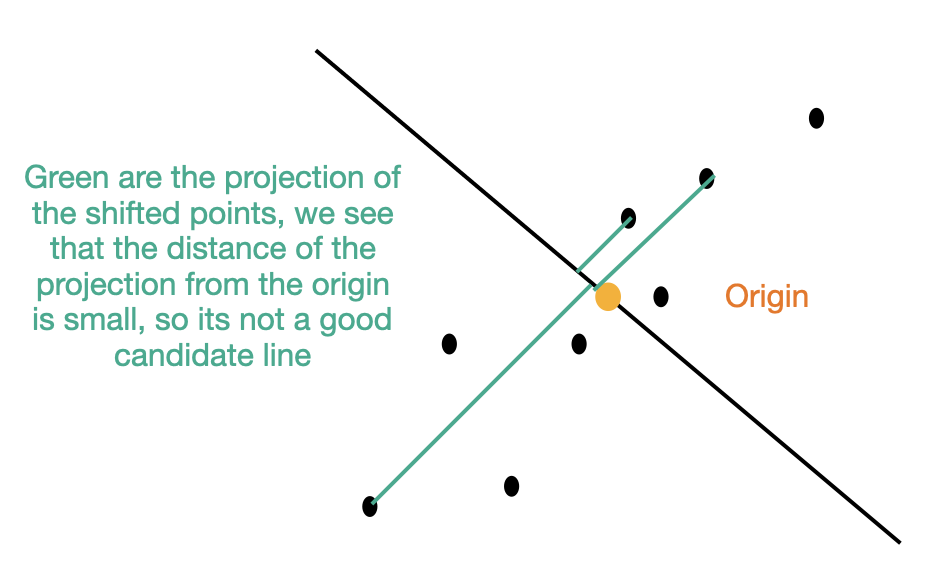 Green are the projection of
the shifted points, we see
that the distance of the
projection from the origin
is small, so its not a good
candidate line
Origin